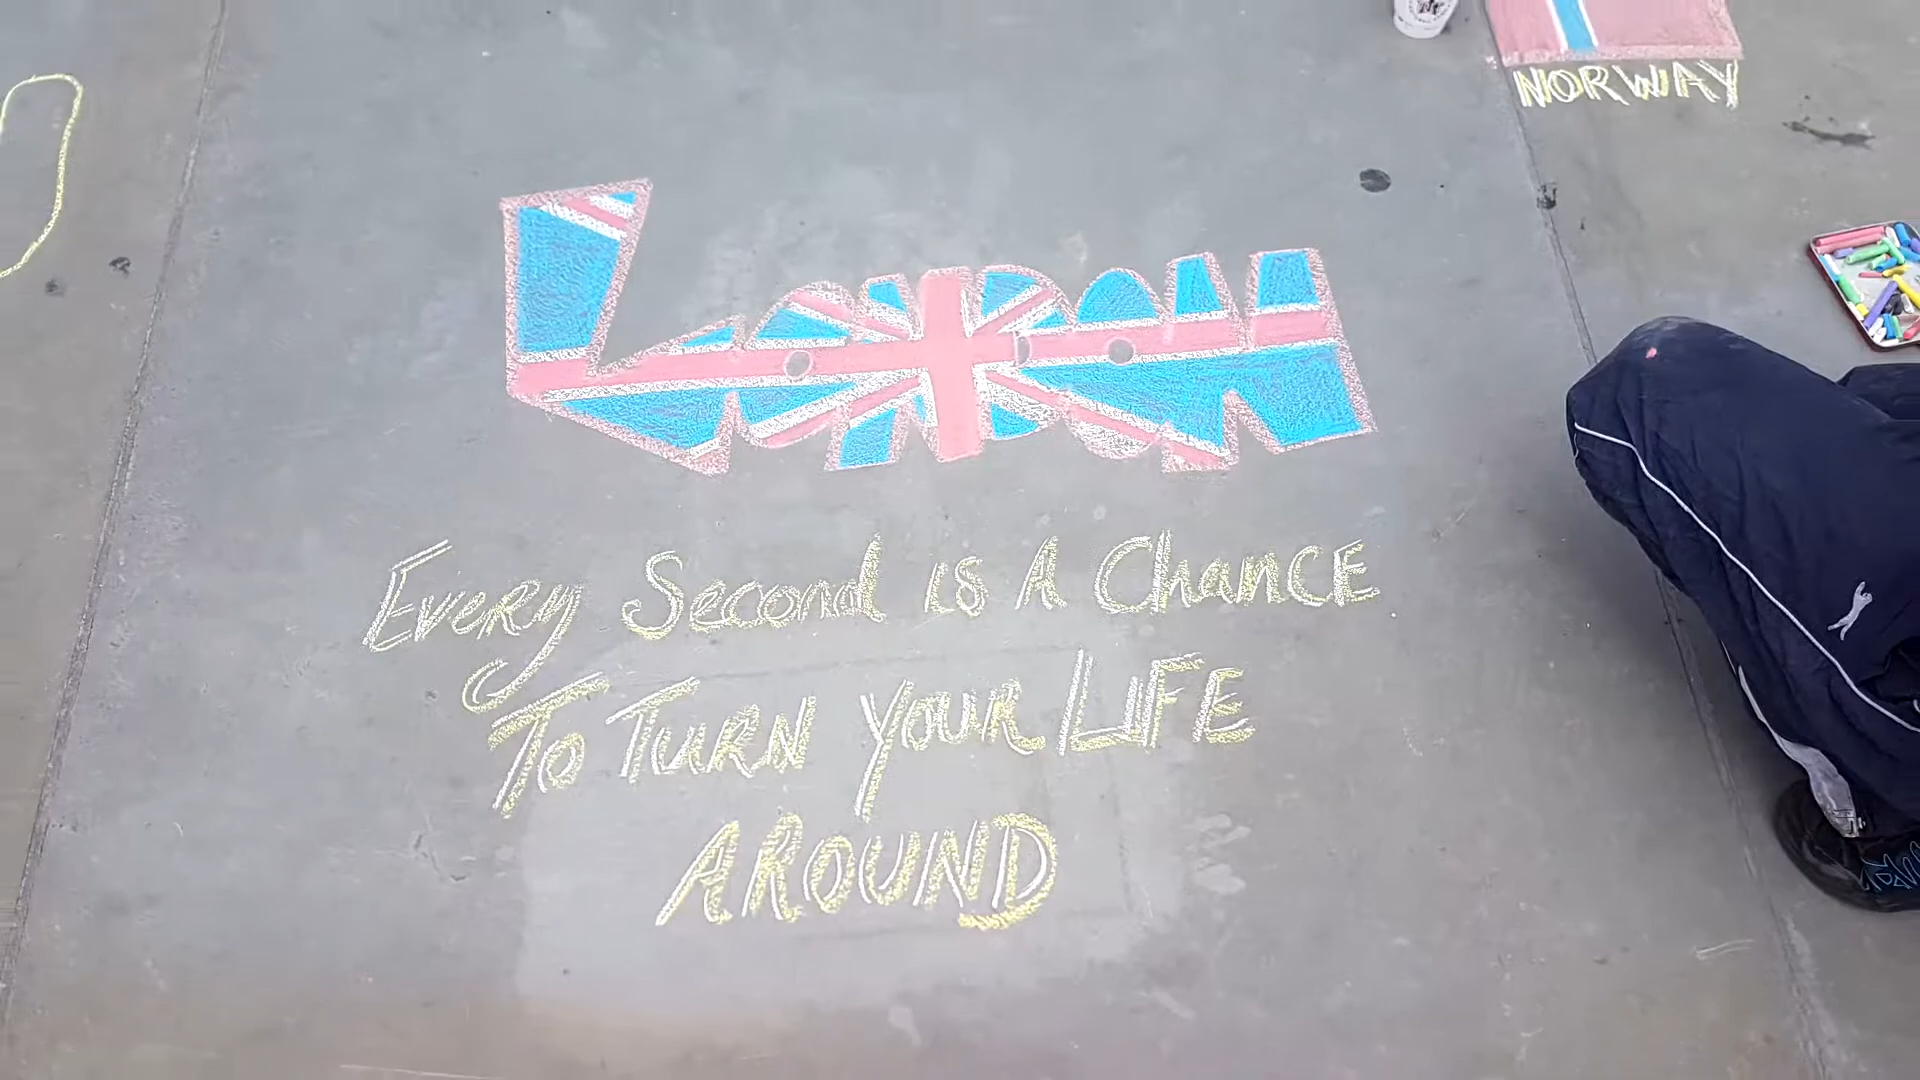 NORWAY
LONDON
EVERY SECOND IS A CHANCE
TO TURN YOUR LIFE
AROUND